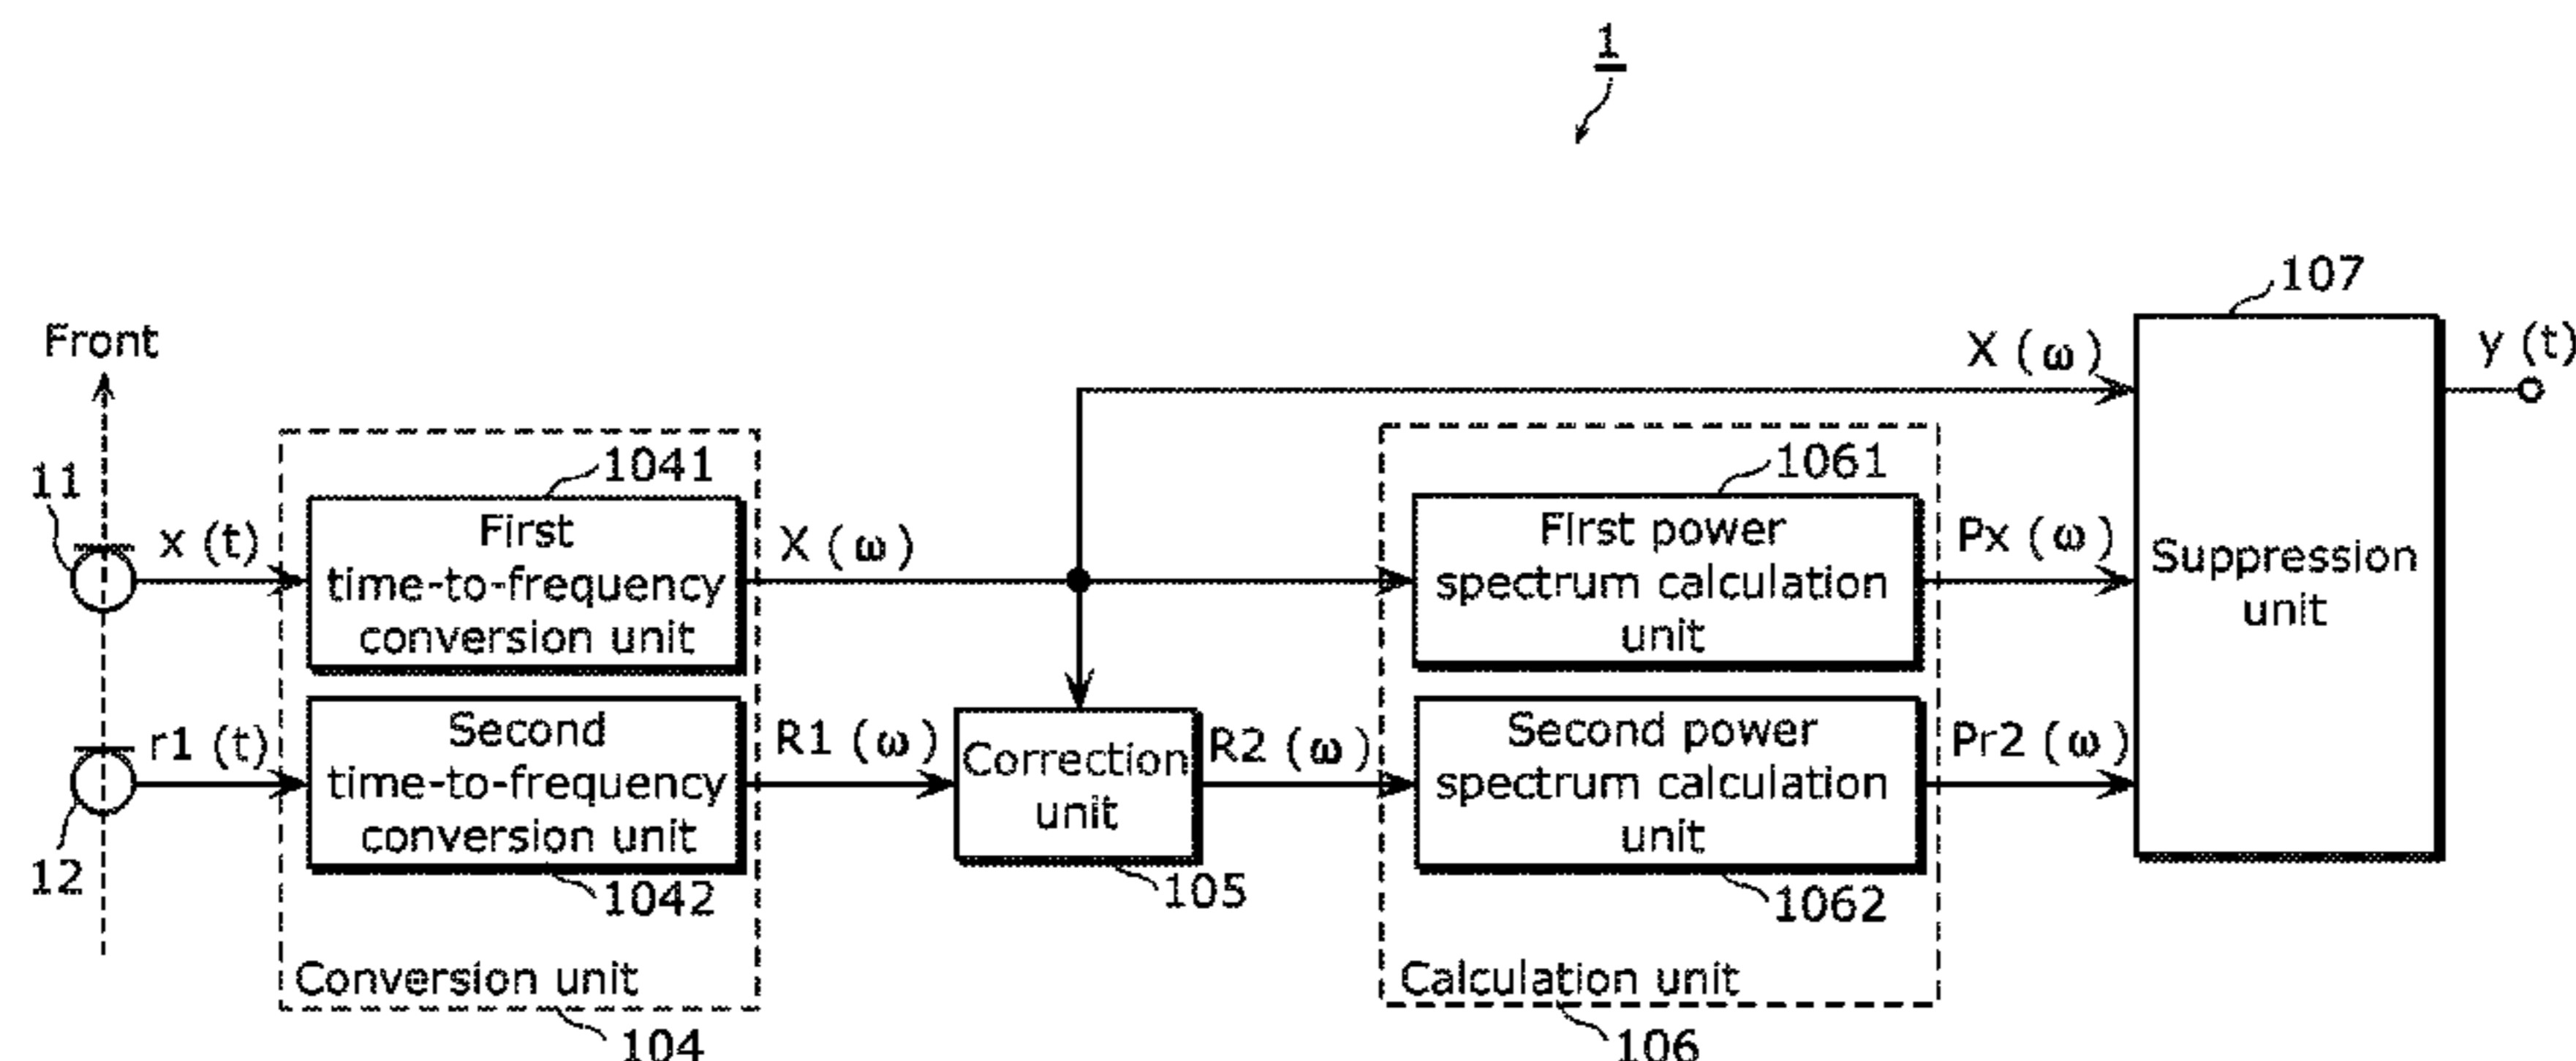 1
107
Front
X (ω)
y (t)
1041
1061
11
x (t)
First
time-to-frequency
conversion unit
X (ω)
First power
spectrum calculation
unit
Px (ω)
Suppression
unit
r1 (t)
Second
time-to-frequency
conversion unit
R1 (ω)
Correction
unit
R2 (ω)
Second power
spectrum calculation
unit
Pr2 (ω)
12
1042
105
1062
Conversion unit
Calculation unit
104
106